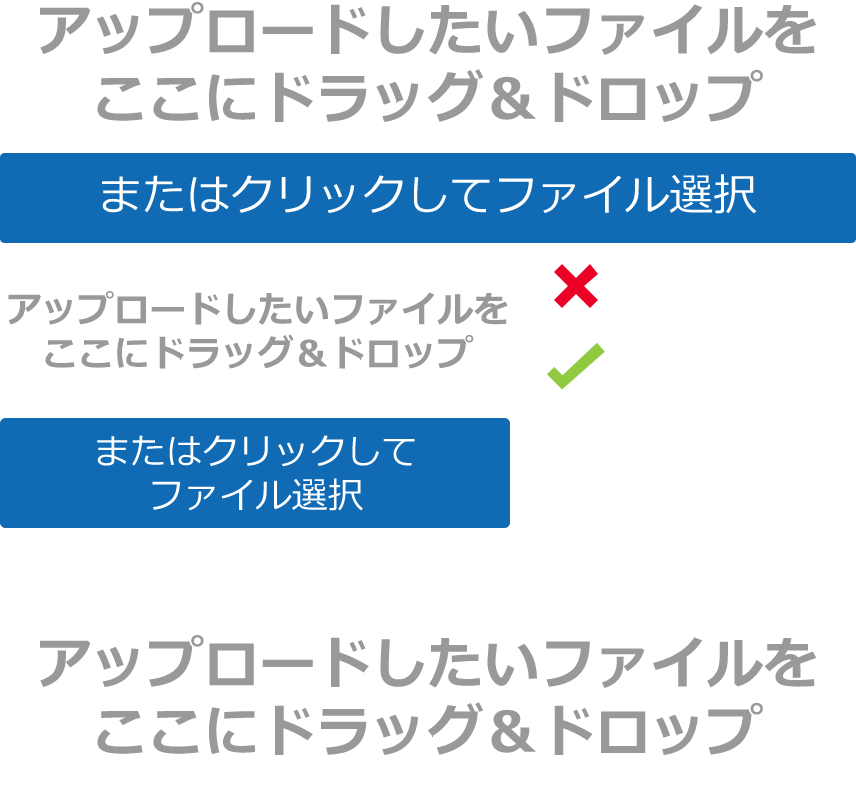 アップロードしたいファイルを
ここにドラッグ＆ドロップ
またはクリックしてファイル選択
アップロードしたいファイルを
ここにドラッグ＆ドロップ
またはクリックして
ファイル選択
アップロードしたいファイルを
ここにドラッグ＆ドロップ